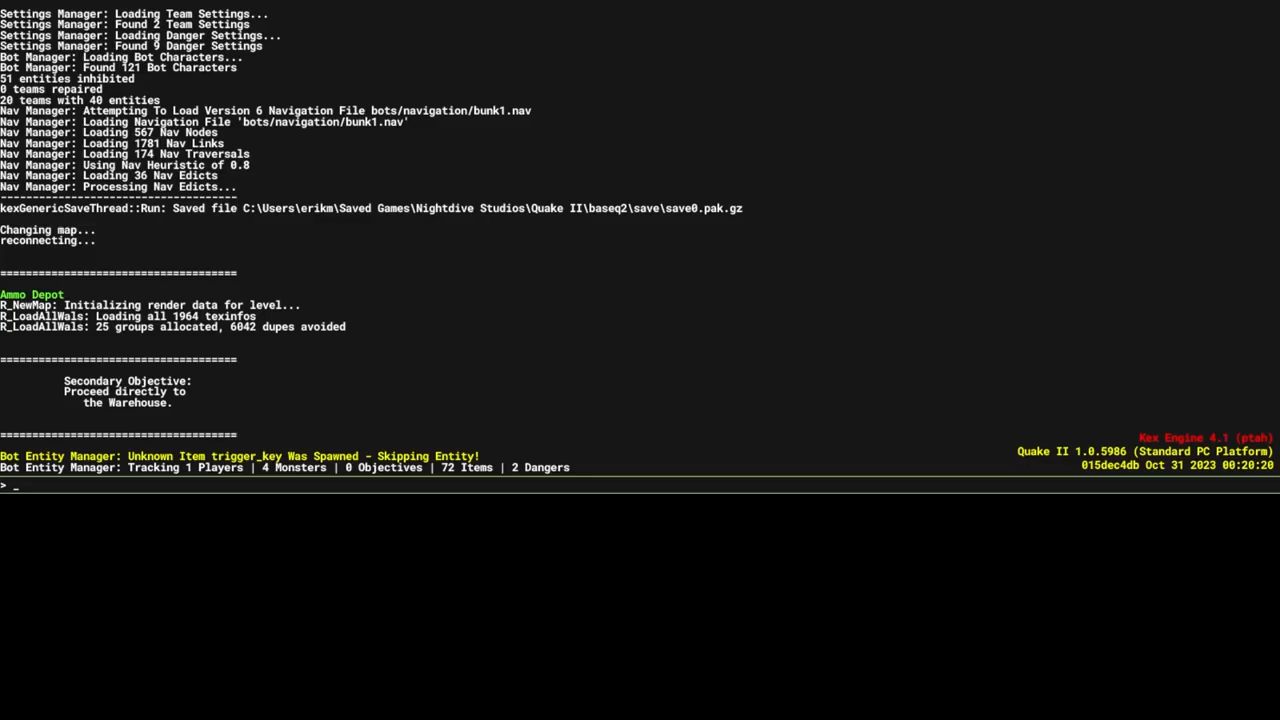 Settings Manager: Loading Team Settings...
Settings Manager: Found 2 Team Settings
Settings Manager: Loading Danger Settings...
Settings Manager: Found 9 Danger Settings
Bot Manager: Loading Bot Characters...
Bot Manager: Found 121 Bot Characters
51 entities inhibited
0 teams repaired
20 teams with 40 entities
Nav Manager: Attempting To Load Version 6 Navigation File bots/navigation/bunk1.nav
Nav Manager: Loading Navigation File 'bots/navigation/bunk1.nav'
Nav Manager: Loading 567 Nav Nodes
Nav Manager: Loading 1781 Nav Links
Nav Manager: Loading 174 Nav Traversals
Nav Manager: Using Nav Heuristic of 0.8
Nav Manager: Loading 36 Nav Edicts
Nav Manager: Processing Nav Edicts...
-------------------------------------
kexGenericSaveThread::Run: Saved file C:\Users\erikm\Saved Games\Nightdive Studios\Quake II\baseq2\save\save0.pak.gz
Changing map...
reconnecting...
=====================================
Ammo Depot
R_NewMap: Initializing render data for level...
R_LoadAllWals: Loading all 1964 texinfos
R_LoadAllWals: 25 groups allocated, 6042 dupes avoided
=====================================
Secondary Objective:
Proceed directly to
the Warehouse.
=====================================
Kex Engine 4.1 (ptah)
Quake II 1.0.5986 (Standard PC Platform)
015dec4db Oct 31 2023 00:20:20
Bot Entity Manager: Unknown Item trigger_key Was Spawned - Skipping Entity!
Bot Entity Manager: Tracking 1 Players | 4 Monsters | 0 Objectives | 72 Items | 2 Dangers
> _